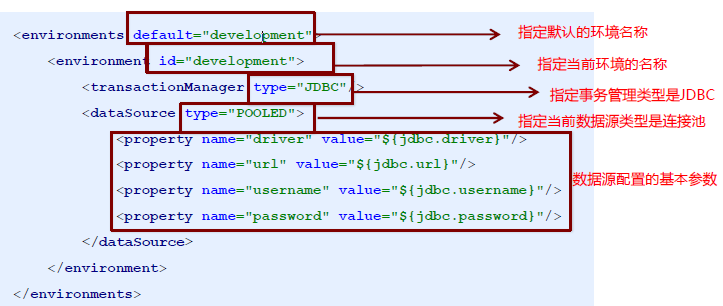 <environments default="development">
指定默认的环境名称
<environment id="development">
指定当前环境的名称
<transactionManager type="JDBC"/>
指定事务管理类型是JDBC
<dataSource type="POOLED">
指定当前数据源类型是连接池
<property name="driver" value="${jdbc.driver}"/>
<property name="url" value="${jdbc.url}"/>
<property name="username" value="${jdbc.username}"/>
数据源配置的基本参数
<property name="password" value="${jdbc.password}"/>
</dataSource>
</environment>
</environments>